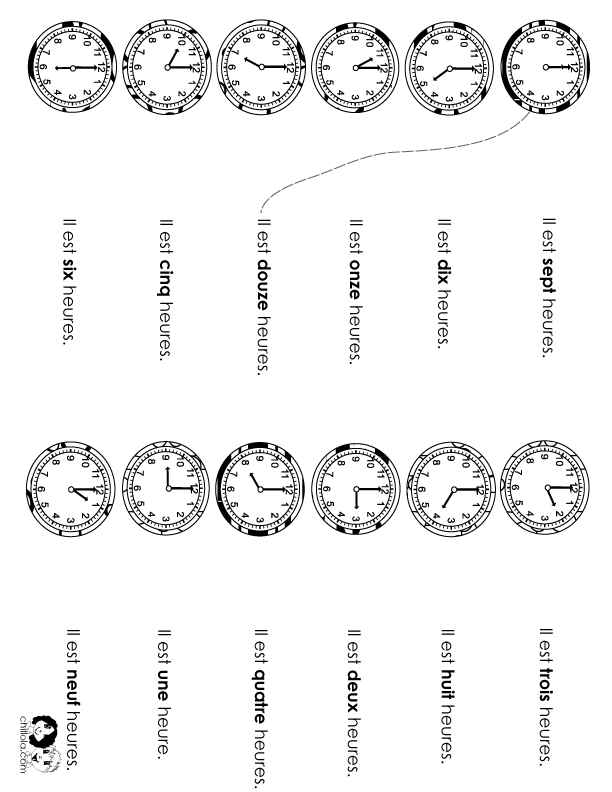 Il est sept heures.
Il est trois heures.
Il est dix heures.
Il est huit heures.
Il est onze heures.
Il est deux heures.
Il est douze heures.
Il est quatre heures.
Il est cinq heures.
Il est une heure.
Il est six heures.
Il est neuf heures.
chillola.com